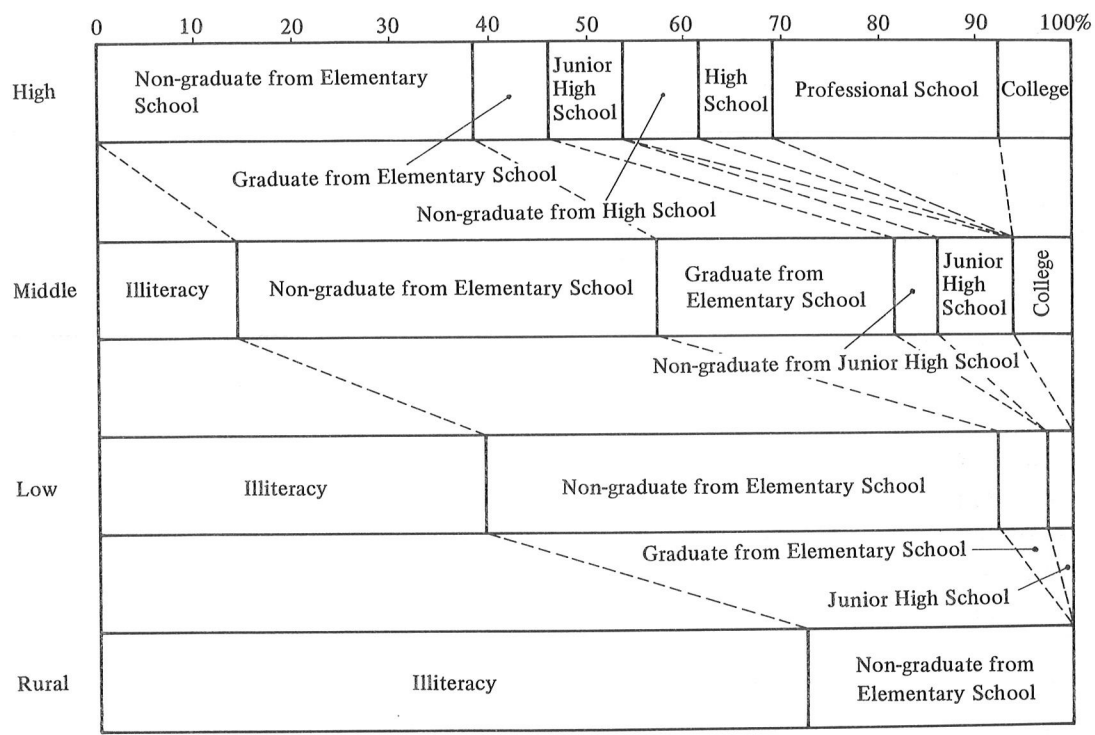 0 10 20 30 40 50 60 70 80 90 100%
High
Non-graduate from Elementary
School
Junior
High
School
High
School
Professional School
College
Graduate from Elementary School
Non-graduate from High School
Middle
Illiteracy
Non-graduate from Elementary School
Graduate from
Elementary School
Junior
High
School
College
Non-graduate from Junior High School
Low
Illiteracy
Non-graduate from Elementary School
Graduate from Elementary School
Junior High School
Rural
Illiteracy
Non-graduate from
Elementary School